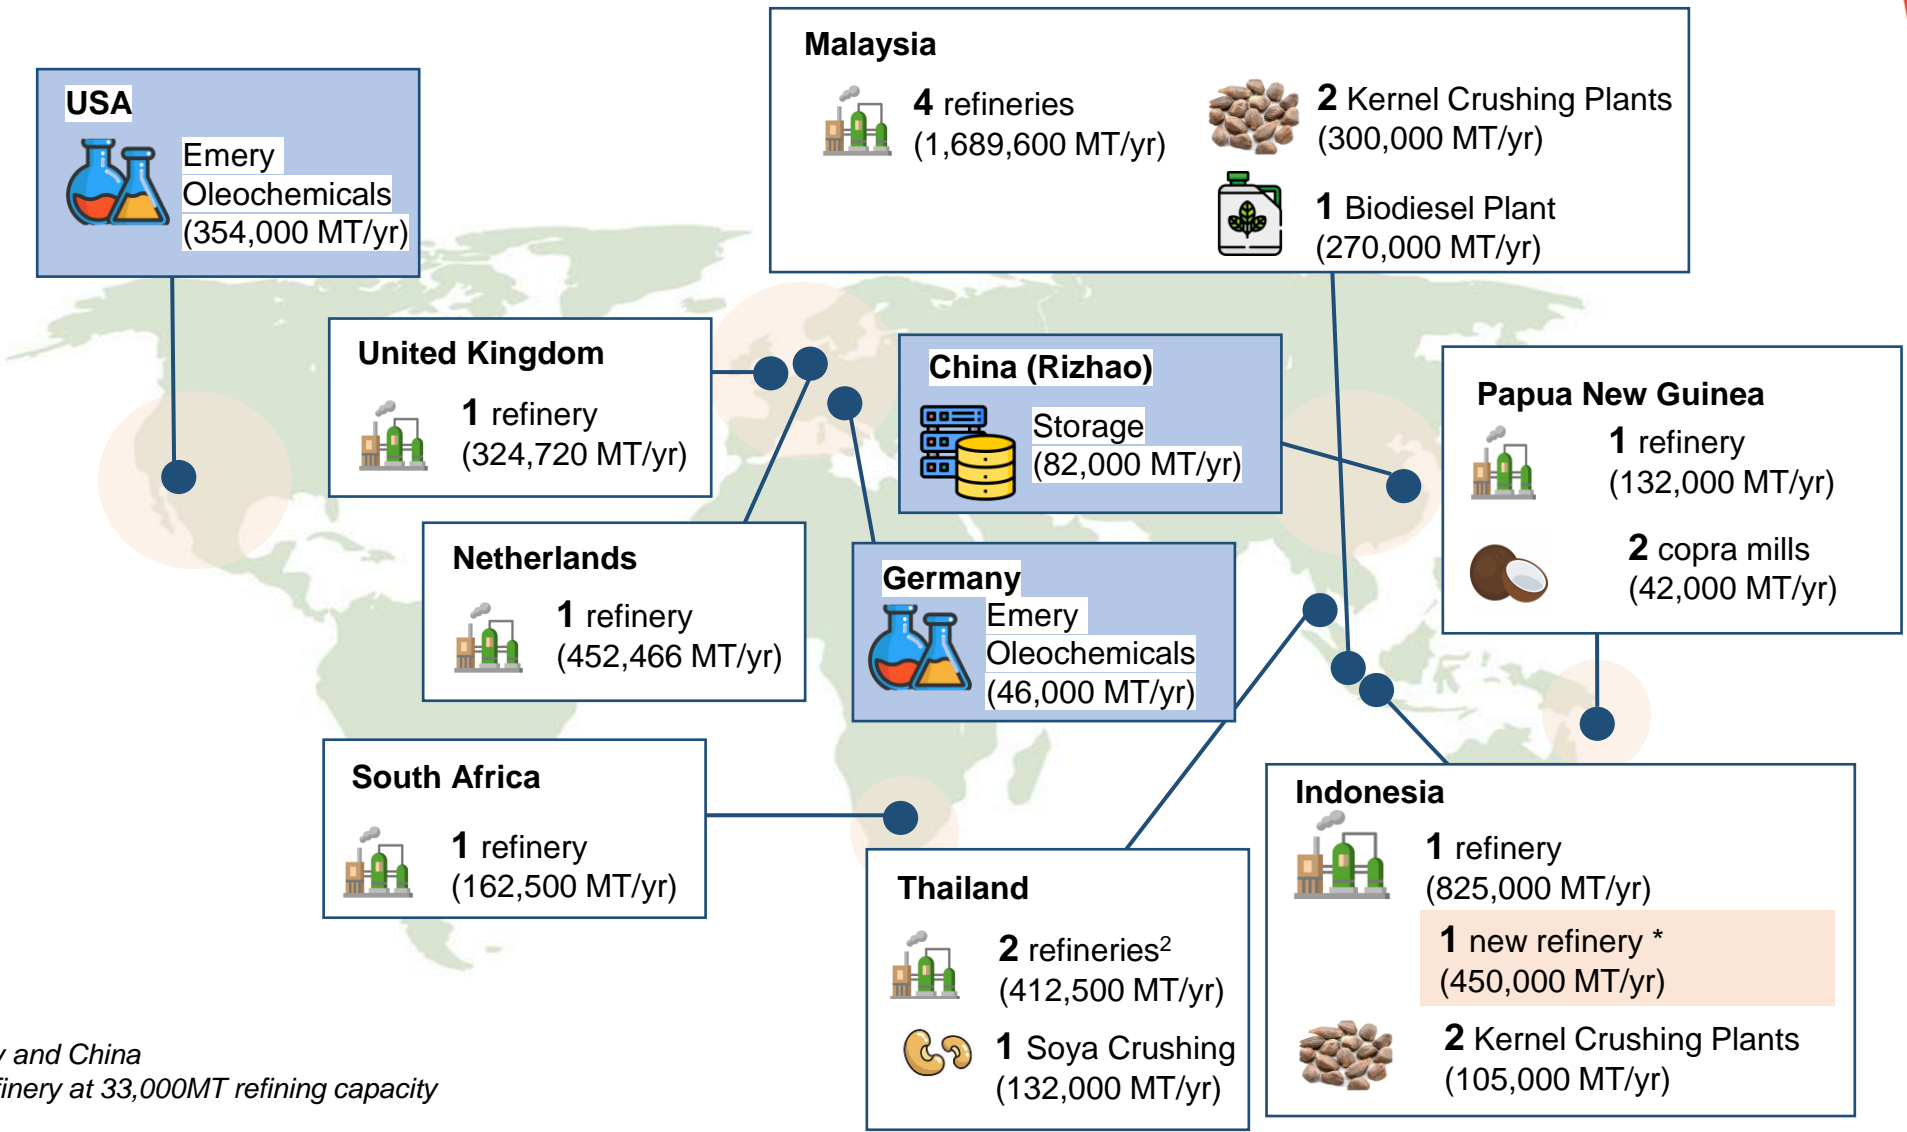 Malaysia
4 refineries
(1,689,600 MT/yr)
2 Kernel Crushing Plants
(300,000 MT/yr)
1 Biodiesel Plant
(270,000 MT/yr)
USA
Emery
Oleochemicals
(354,000 MT/yr)
United Kingdom
1 refinery
(324,720 MT/yr)
China (Rizhao)
Storage
(82,000 MT/yr)
Papua New Guinea
1 refinery
(132,000 MT/yr)
2 copra mills
(42,000 MT/yr)
Netherlands
1 refinery
(452,466 MT/yr)
Germany
Emery
Oleochemicals
(46,000 MT/yr)
South Africa
1 refinery
(162,500 MT/yr)
Thailand
2 refineries²
(412,500 MT/yr)
1 Soya Crushing
(132,000 MT/yr)
Indonesia
1 refinery
(825,000 MT/yr)
1 new refinery *
(450,000 MT/yr)
2 Kernel Crushing Plants
(105,000 MT/yr)
and China
at 33,000MT refining capacity